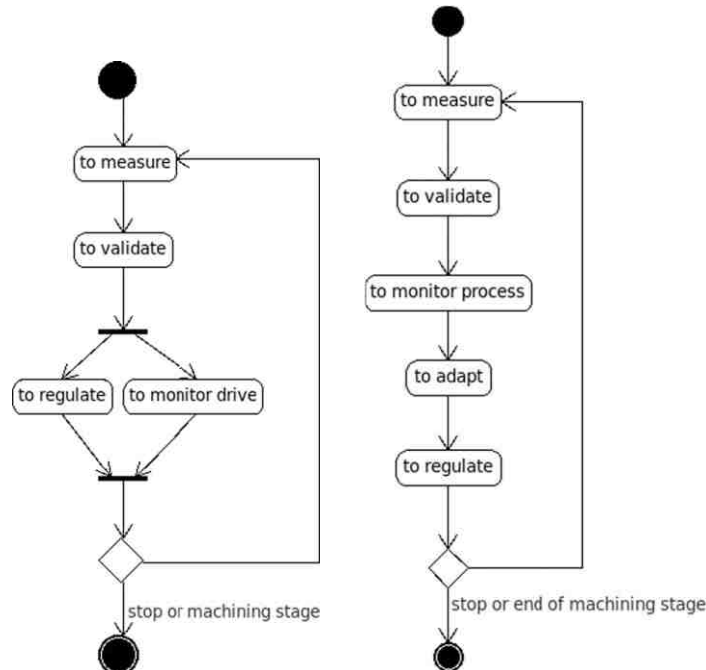 to measure
to validate
to regulate
to monitor drive
stop or machining stage
to measure
to validate
to monitor process
to adapt
to regulate
stop or end of machining stage